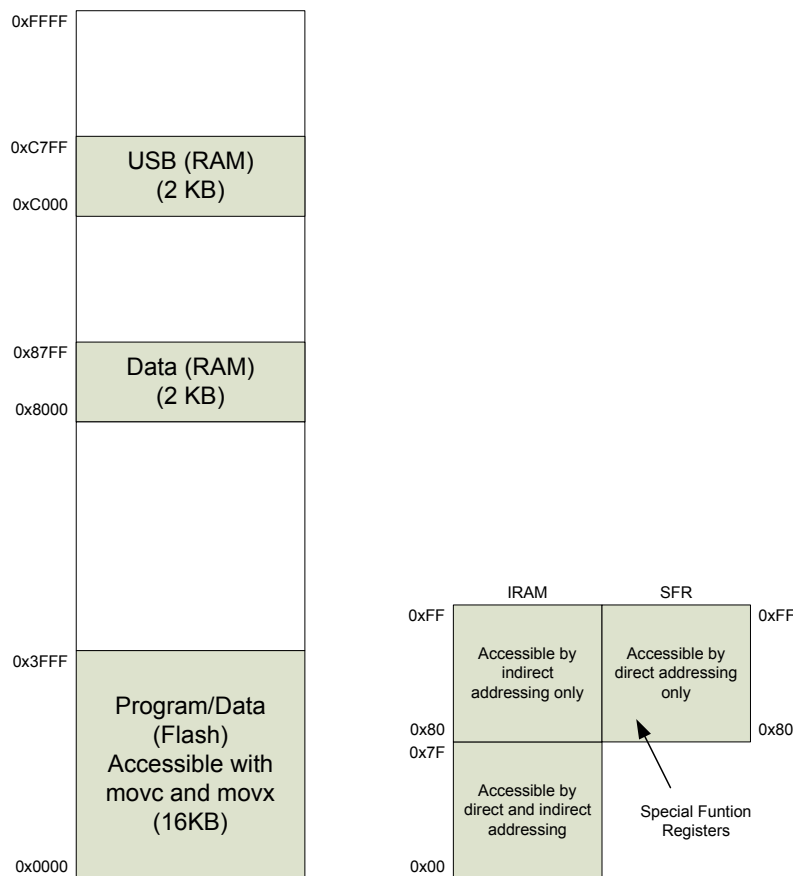 0xFFFF
0xC7FF
USB (RAM)
(2 KB)
0xC000
0x87FF
Data (RAM)
(2 KB)
0x8000
0x3FFF
Program/Data
(Flash)
Accessible with
movc and movx
(16KB)
0x0000
IRAM
SFR
0xFF
0xFF
Accessible by
indirect
addressing only
Accessible by
direct addressing
only
0x80
0x80
0x7F
Accessible by
direct and indirect
addressing
Special Funtion
Registers
0x00